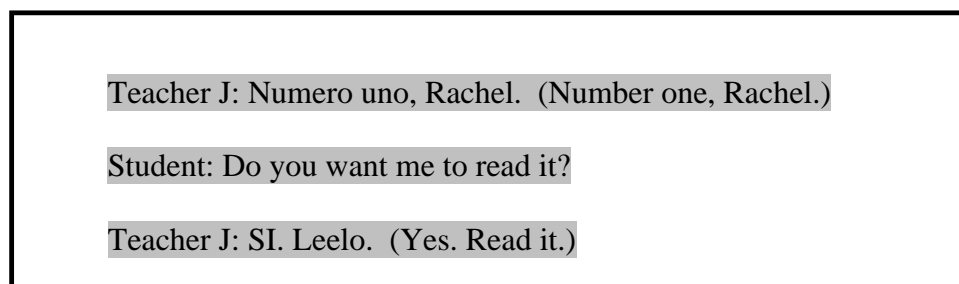 Teacher J: Numero uno, Rachel.  (Number one, Rachel.)
Student: Do you want me to read it?
Teacher J: SI. Leelo.  (Yes. Read it.)